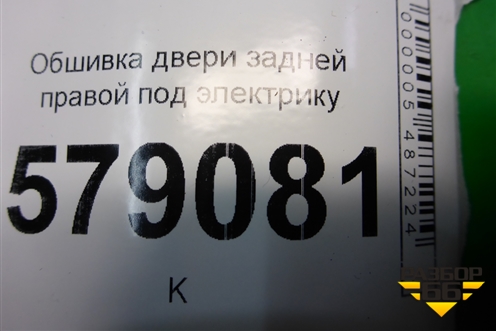 Обшивка двери задней
правой под электрику
579081
К
000005487224
РАЗБОР
66